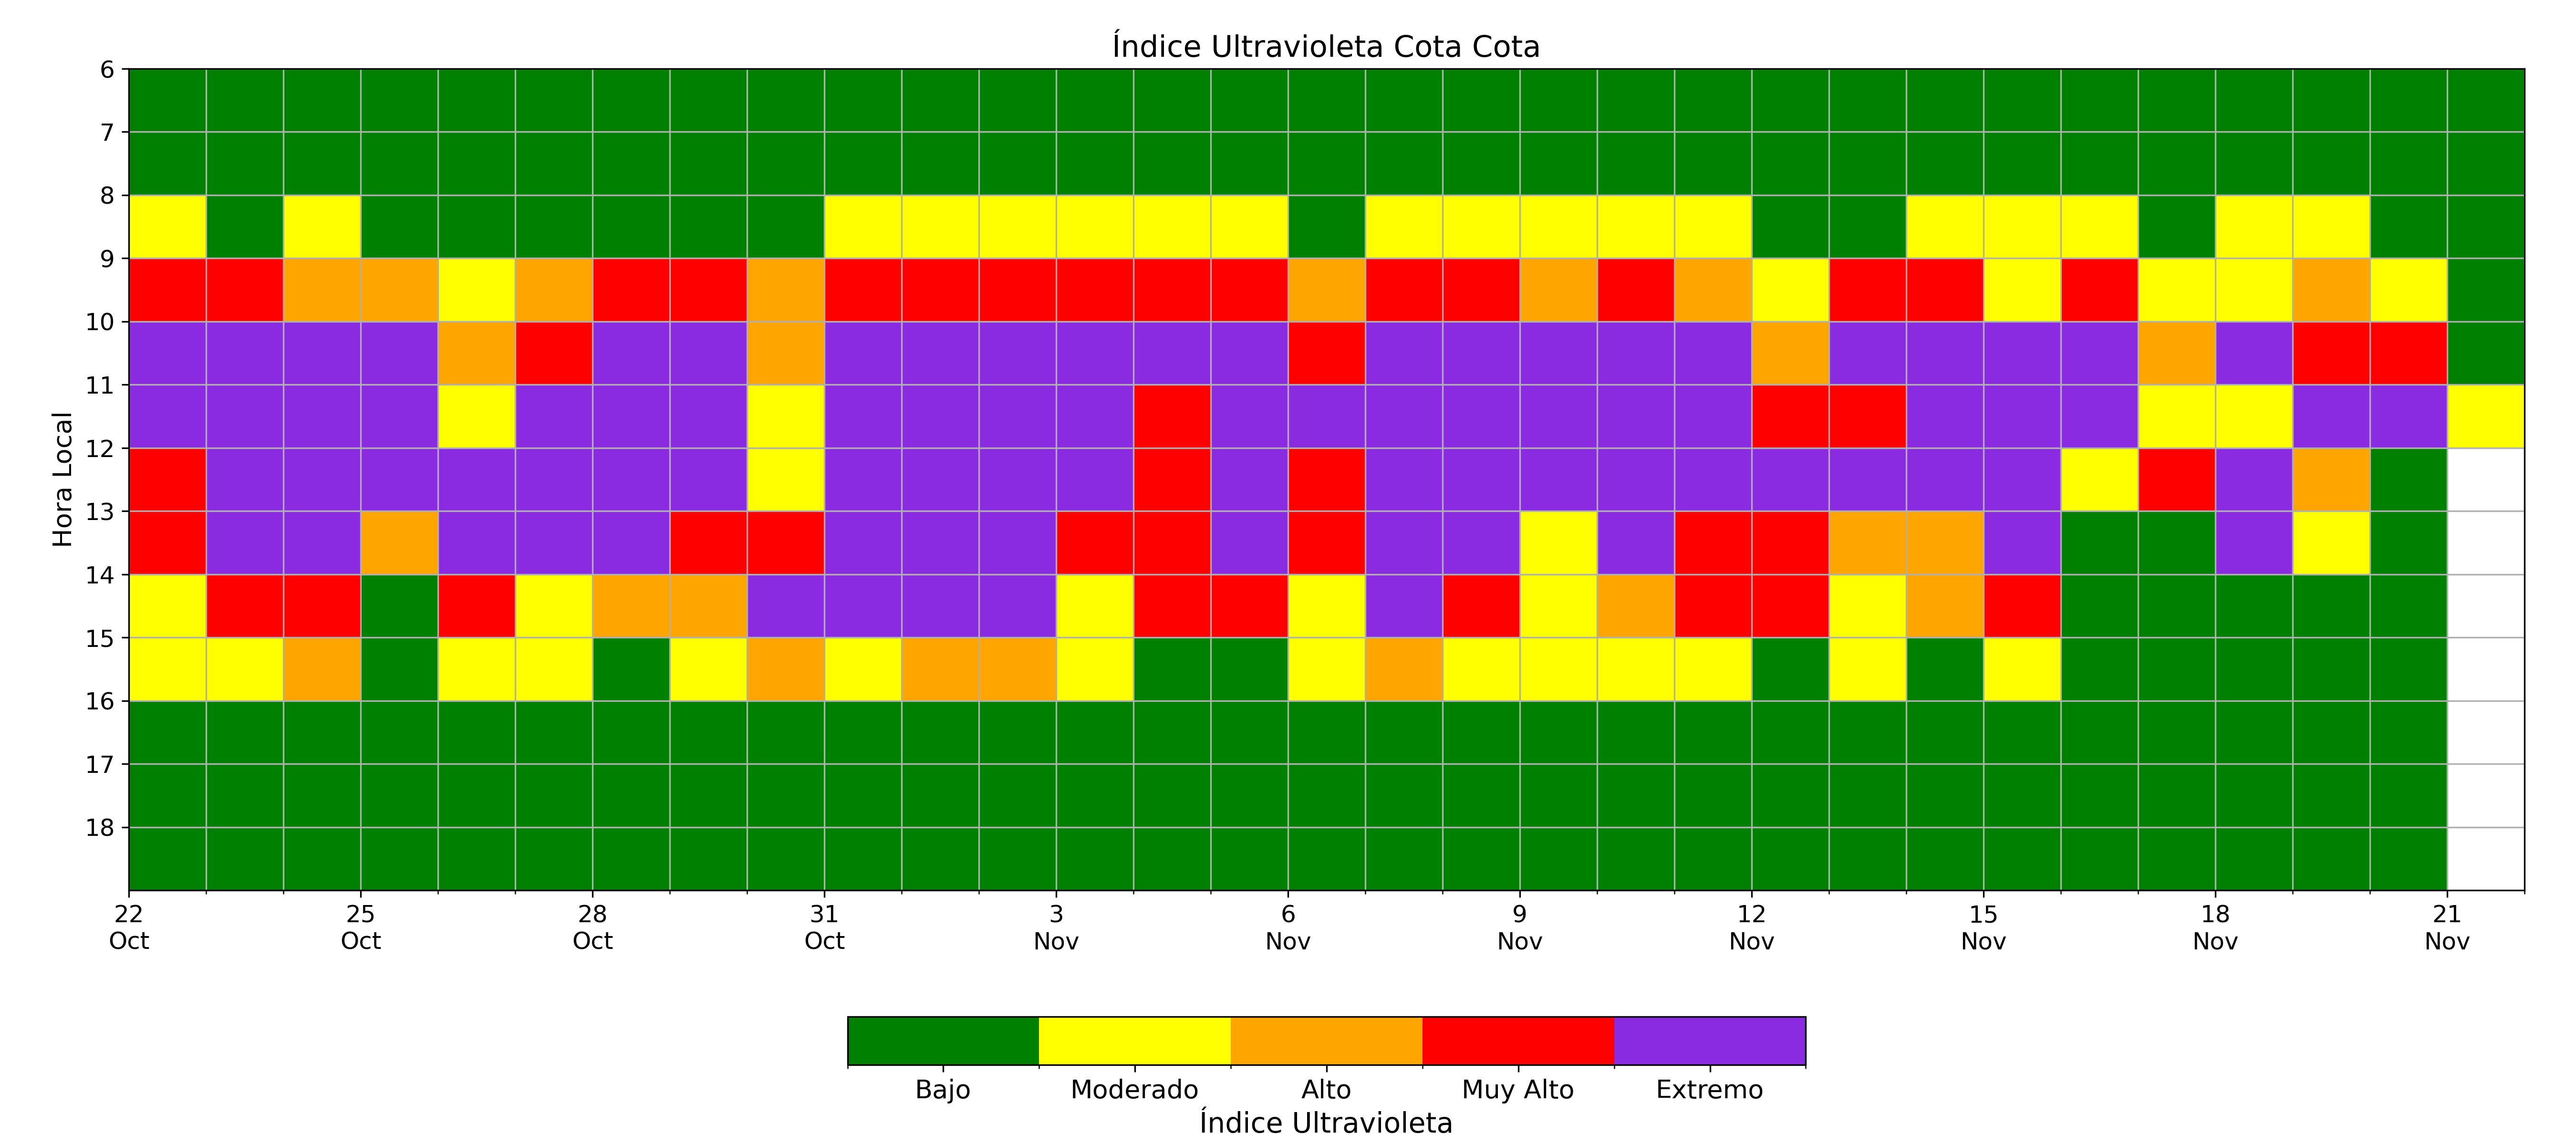 Índice Ultravioleta Cota Cota
Hora Local
6
7
8
9
10
11
12
13
14
15
16
17
18
22 25 28 31 3 6 9 12 15 18 21
Oct Oct Oct Oct Nov Nov Nov Nov Nov Nov Nov
Bajo Moderado Alto Muy Alto Extremo
Índice Ultravioleta